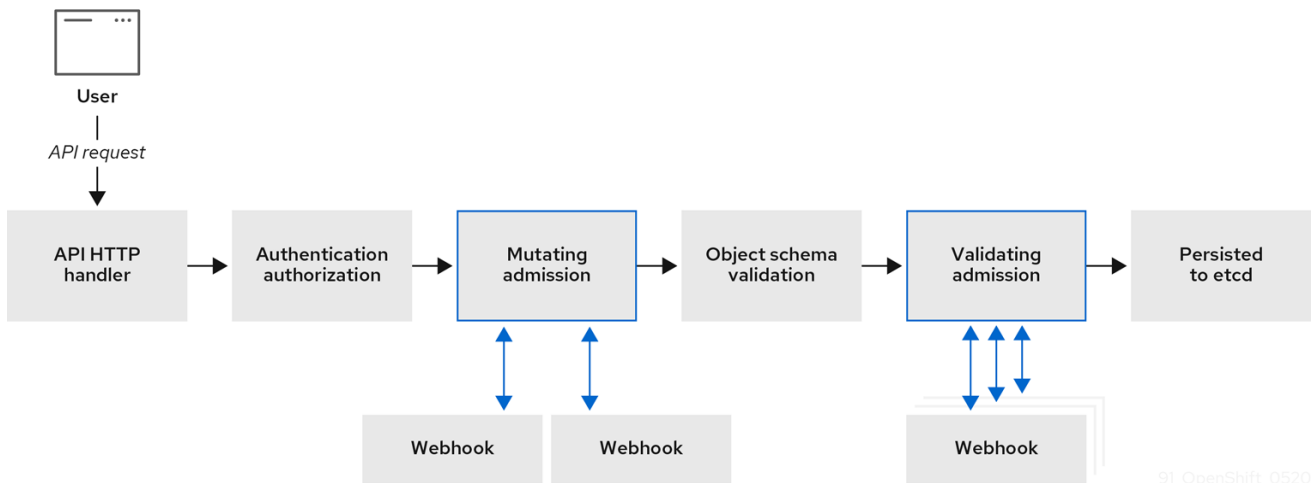 User
API request
API HTTP
handler
Authentication
authorization
Mutating
admission
Object schema
validation
Validating
admission
Persisted
to etcd
Webhook
Webhook
Webhook
91_OpenShift_0520